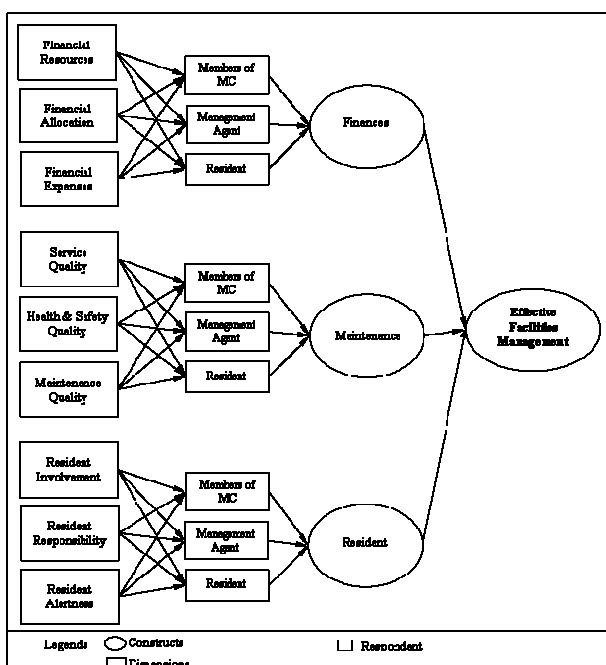 Financial
Resources
Financial
Allocation
Financial
Expenses
Members of
MC
Management
Agent
Resident
Finances
Service
Quality
Health & Safety
Quality
Maintenance
Quality
Members of
MC
Management
Agent
Resident
Maintenance
Effective
Facilities
Management
Resident
Involvement
Resident
Responsibility
Resident
Alertness
Members of
MC
Management
Agent
Resident
Resident
Legends
Constructs
Respondant
Dimensions